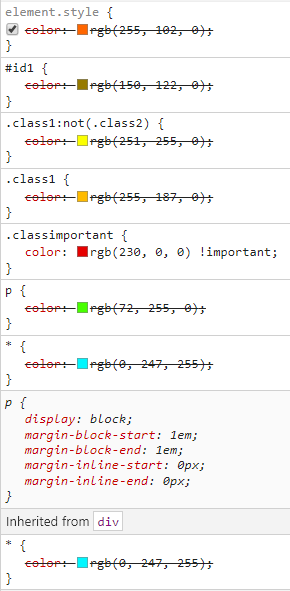 element.style {
color: rgb(255, 102, 0);
}
#id1 {
color: rgb(150, 122, 0);
}
.class1:not(.class2) {
color: rgb(251, 255, 0);
}
.class1 {
color: rgb(255, 187, 0);
}
.classimportant {
color: rgb(230, 0, 0) !important;
}
p {
color: rgb(72, 255, 0);
}
* {
color: rgb(0, 247, 255);
}
p {
display: block;
margin-block-start: 1em;
margin-block-end: 1em;
margin-inline-start: 0px;
margin-inline-end: 0px;
}
Inherited from div
* {
color: rgb(0, 247, 255);
}